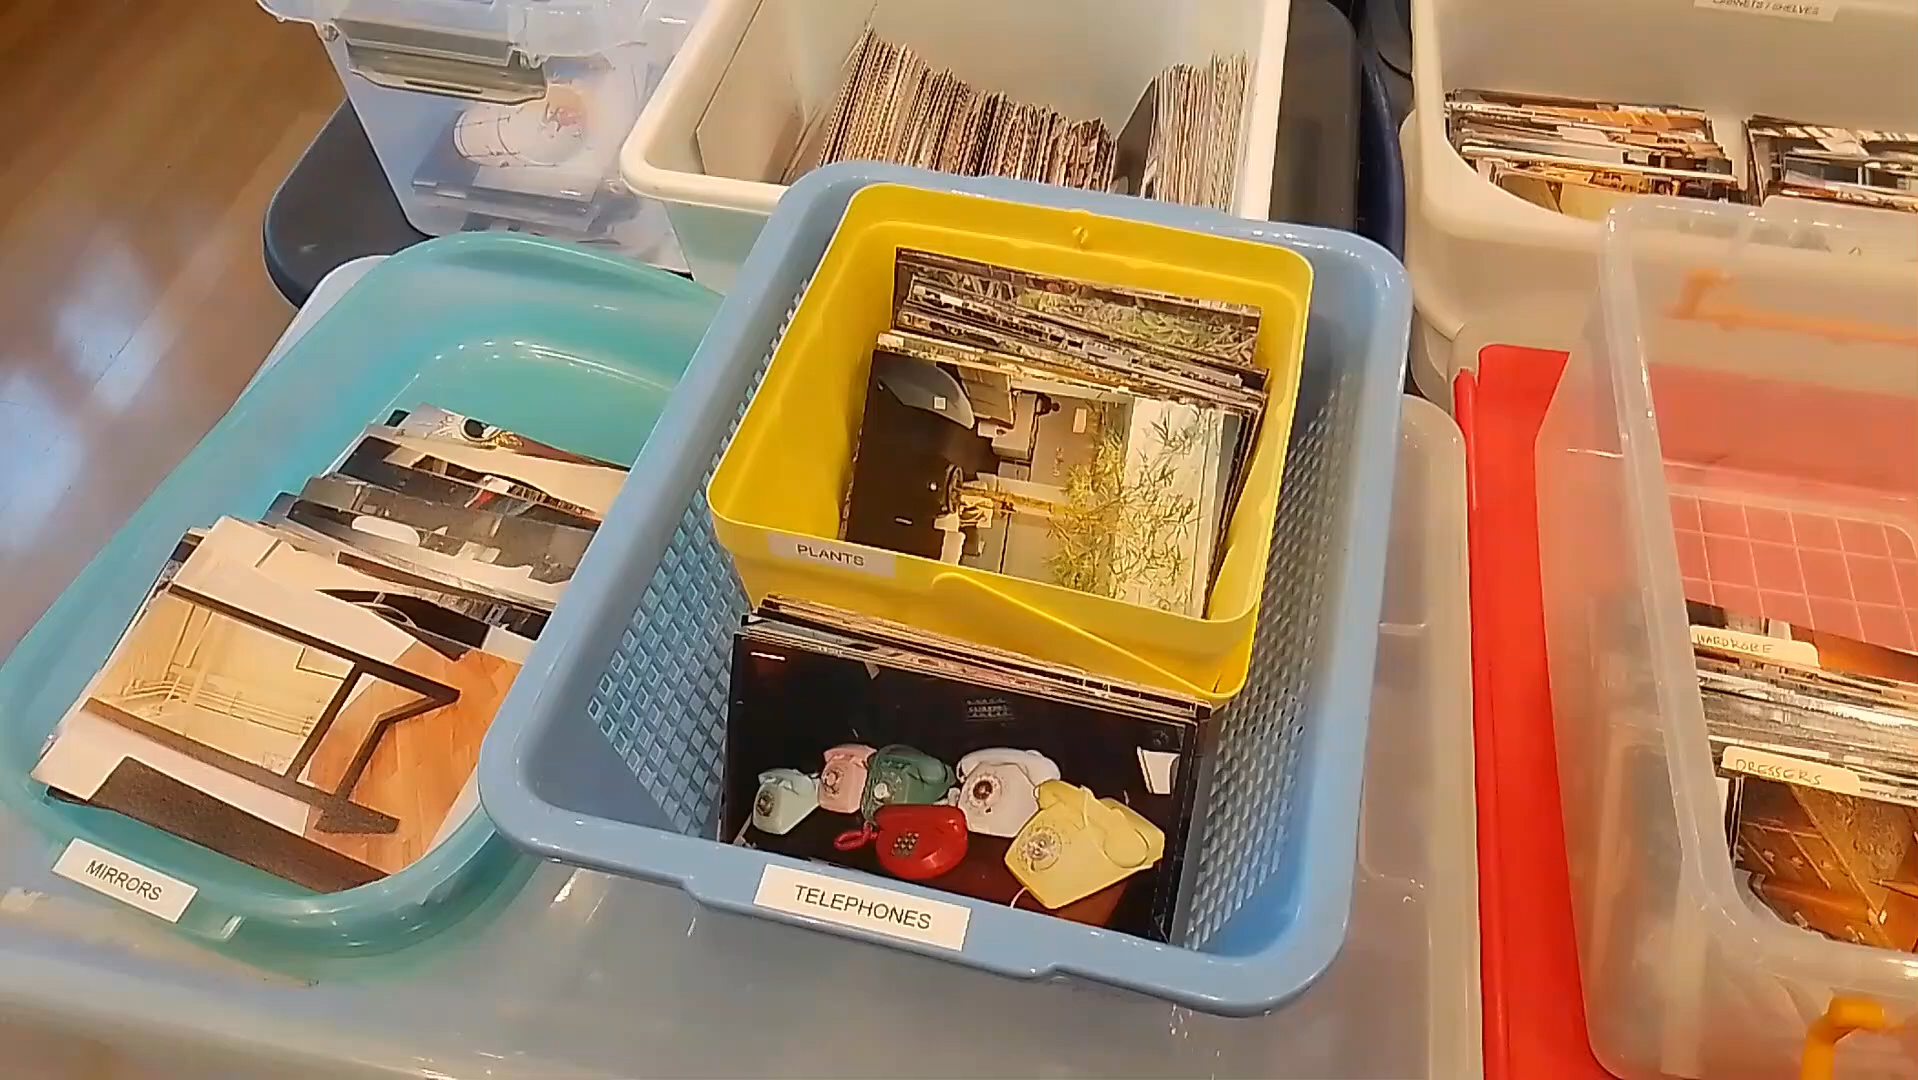 CABINETS / SHELVES
PLANTS
WARDROBE
DRESSERS
MIRRORS
TELEPHONES